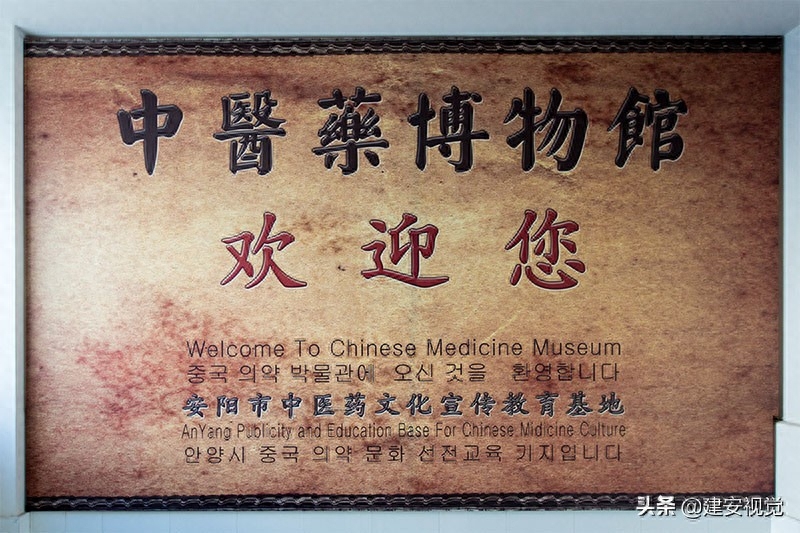 中醫藥博物館
欢迎您
Welcome To Chinese Medicine Museum
중국 의약 박물관에 오신 것을 환영합니다
安阳市中医药文化宣传教育基地
AnYang Publicity and Education Base For Chinese Midicine Culture
안양시 중국 의약 문화 선전교육 키지입니다
头条 @建安视觉